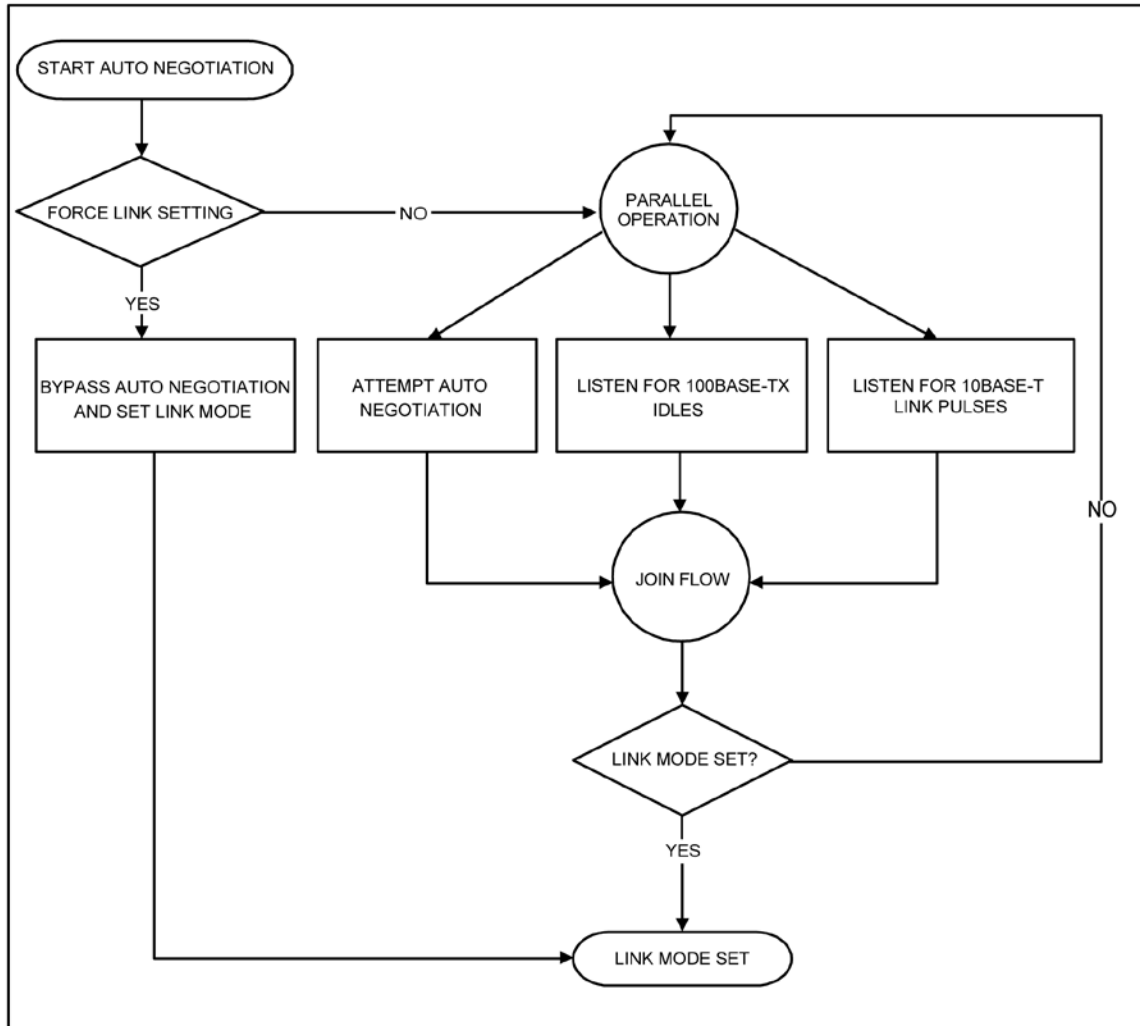 START AUTO NEGOTIATION
FORCE LINK SETTING
NO
PARALLEL
OPERATION
YES
BYPASS AUTO NEGOTIATION
AND SET LINK MODE
ATTEMPT AUTO
NEGOTIATION
LISTEN FOR 100BASE-TX
IDLES
LISTEN FOR 10BASE-T
LINK PULSES
NO
JOIN FLOW
LINK MODE SET?
YES
LINK MODE SET